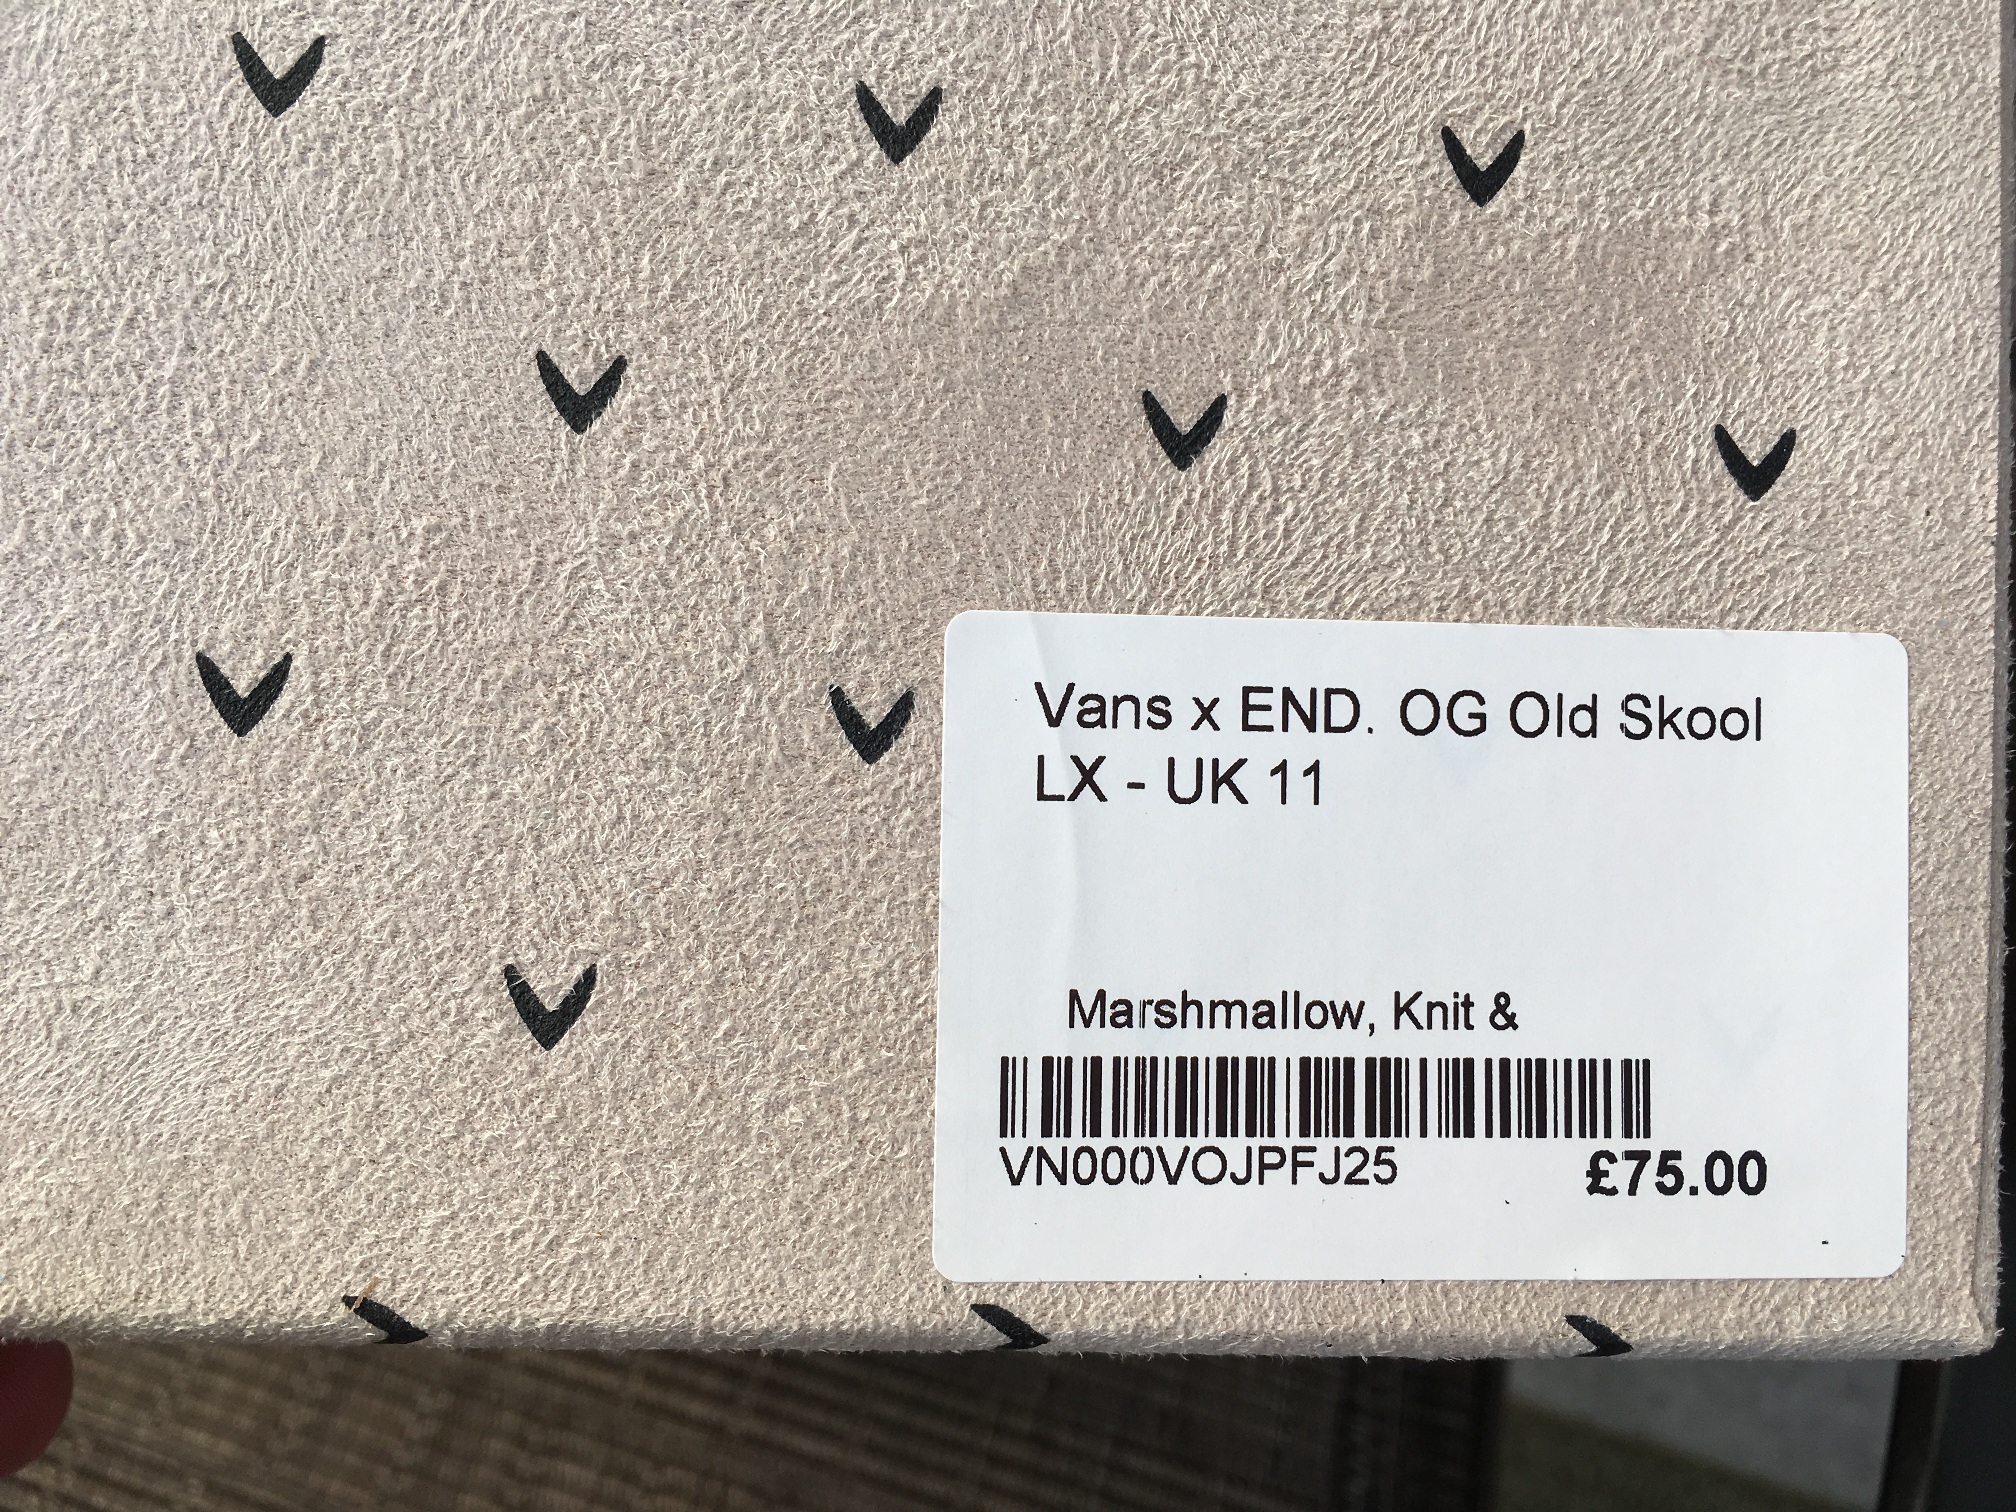 Vans x END. OG Old Skool
LX - UK 11
Marshmallow, Knit &
VN000VOJPFJ25 £75.00